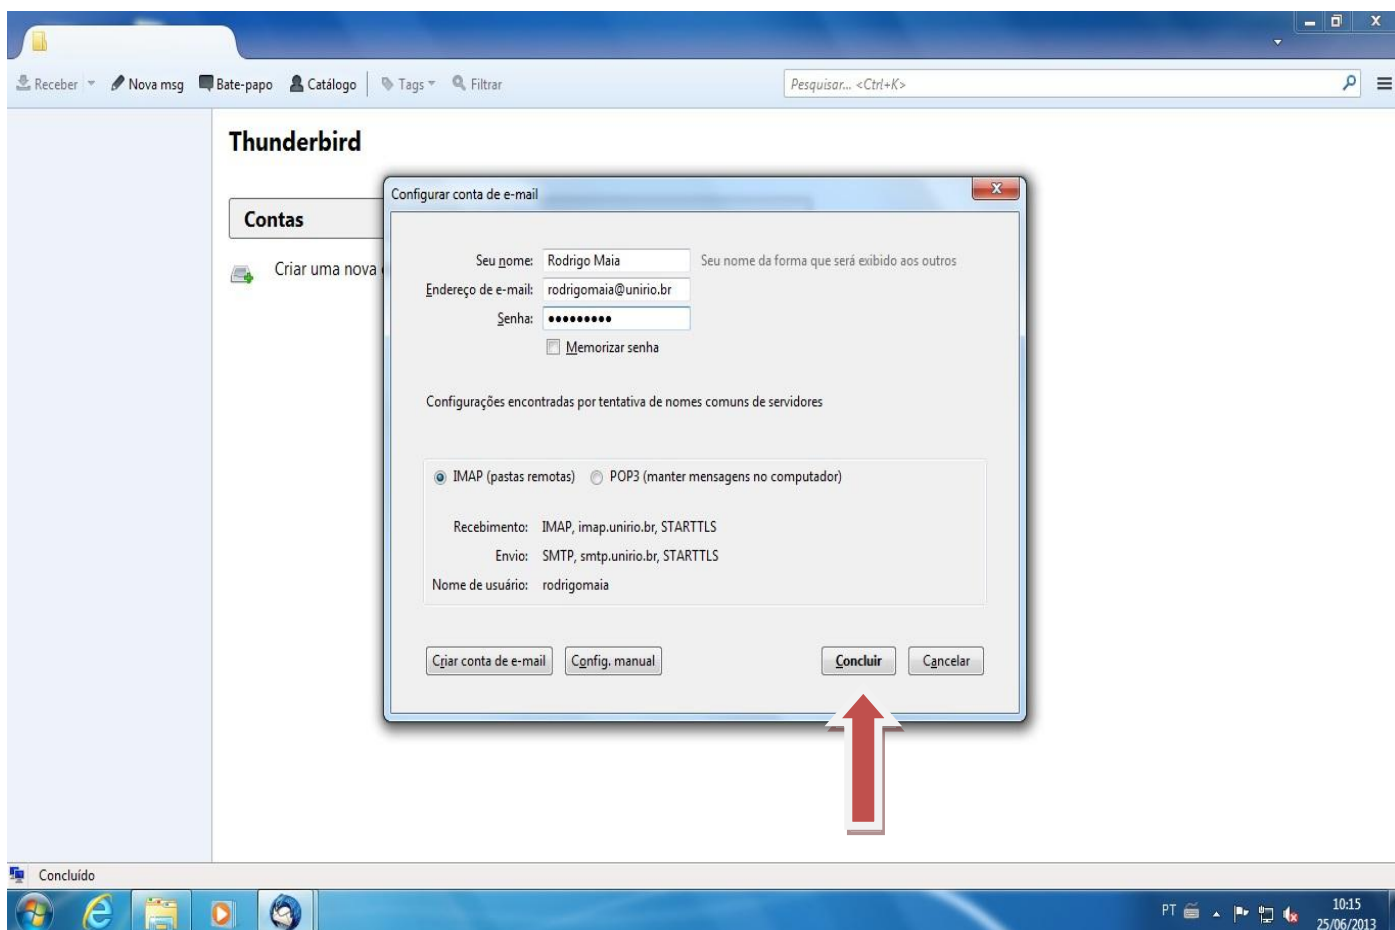 Receber Nova msg Bate-papo Catálogo Tags Filtrar Pesquisar... <Ctrl+K>
Thunderbird
Contas
Criar uma nova
Configurar conta de e-mail
Seu nome: Rodrigo Maia Seu nome da forma que será exibido aos outros
Endereço de e-mail: rodrigomaia@unirio.br
Senha: •••••••••
Memorizar senha
Configurações encontradas por tentativa de nomes comuns de servidores
IMAP (pastas remotas) POP3 (manter mensagens no computador)
Recebimento: IMAP, imap.unirio.br, STARTTLS
Envio: SMTP, smtp.unirio.br, STARTTLS
Nome de usuário: rodrigomaia
Criar conta de e-mail Config. manual Concluir Cancelar
Concluído
PT 10:15
25/06/2013